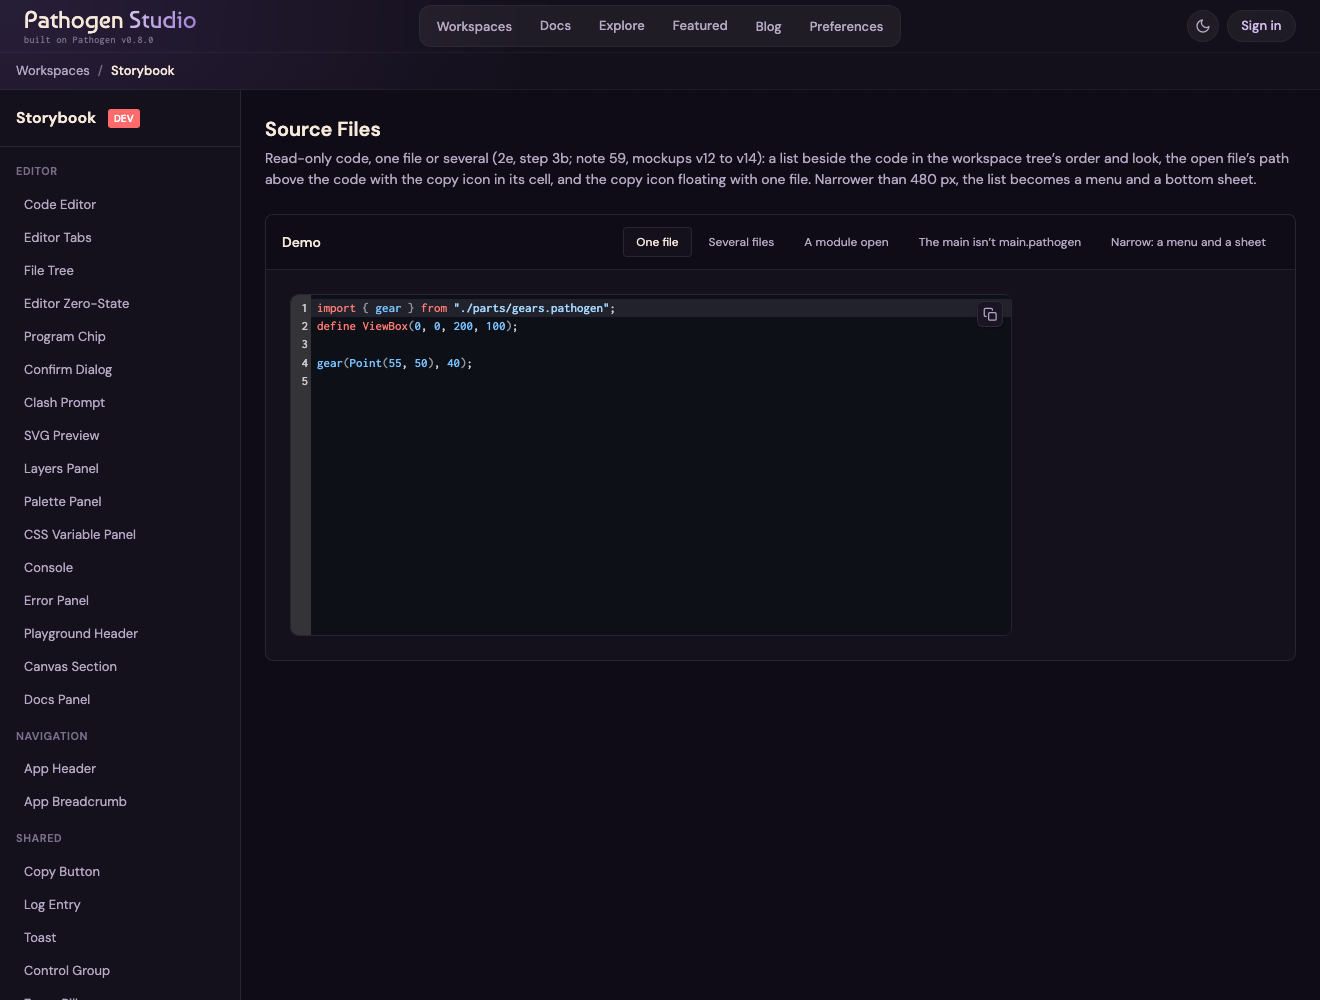 Pathogen Studio
built on Pathogen v0.8.0
Workspaces
Docs
Explore
Featured
Blog
Preferences
Sign in
Workspaces / Storybook
Storybook DEV
EDITOR
Code Editor
Editor Tabs
File Tree
Editor Zero-State
Program Chip
Confirm Dialog
Clash Prompt
SVG Preview
Layers Panel
Palette Panel
CSS Variable Panel
Console
Error Panel
Playground Header
Canvas Section
Docs Panel
NAVIGATION
App Header
App Breadcrumb
SHARED
Copy Button
Log Entry
Toast
Control Group
Source Files
Read-only code, one file or several (2e, step 3b; note 59, mockups v12 to v14): a list beside the code in the workspace tree’s order and look, the open file’s path
above the code with the copy icon in its cell, and the copy icon floating with one file. Narrower than 480 px, the list becomes a menu and a bottom sheet.
Demo
One file
Several files
A module open
The main isn’t main.pathogen
Narrow: a menu and a sheet
1 import { gear } from "./parts/gears.pathogen";
2 define ViewBox(0, 0, 200, 100);
3
4 gear(Point(55, 50), 40);
5